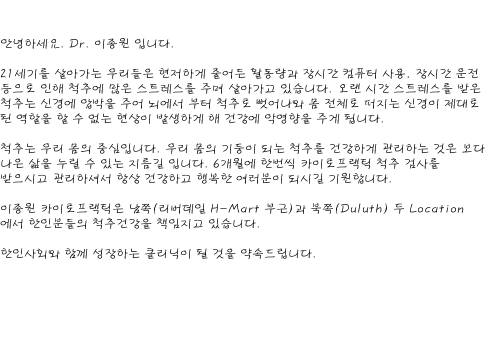 안녕하세요. Dr. 이종원 입니다.
21세기를 살아가는 우리들은 현저하게 줄어든 활동량과 장시간 컴퓨터 사용, 장시간 운전
등으로 인해 척추에 많은 스트레스를 주며 살아가고 있습니다. 오랜 시간 스트레스를 받은
척추는 신경에 압박을 주어 뇌에서 부터 척추로 뻗어나와 몸 전체로 퍼지는 신경이 제대로
된 역할을 할 수 없는 현상이 발생하게 해 건강에 악영향을 주게 됩니다.
척추는 우리 몸의 중심입니다. 우리 몸의 기둥이 되는 척추를 건강하게 관리하는 것은 보다
나은 삶을 누릴 수 있는 지름길 입니다. 6개월에 한번씩 카이로프랙틱 척추 검사를
받으시고 관리하셔서 항상 건강하고 행복한 여러분이 되시길 기원합니다.
이종원 카이로프랙틱은 남쪽(리버데일 H-Mart 부근)과 북쪽(Duluth) 두 Location
에서 한인분들의 척추건강을 책임지고 있습니다.
한인사회와 함께 성장하는 클리닉이 될 것을 약속드립니다.